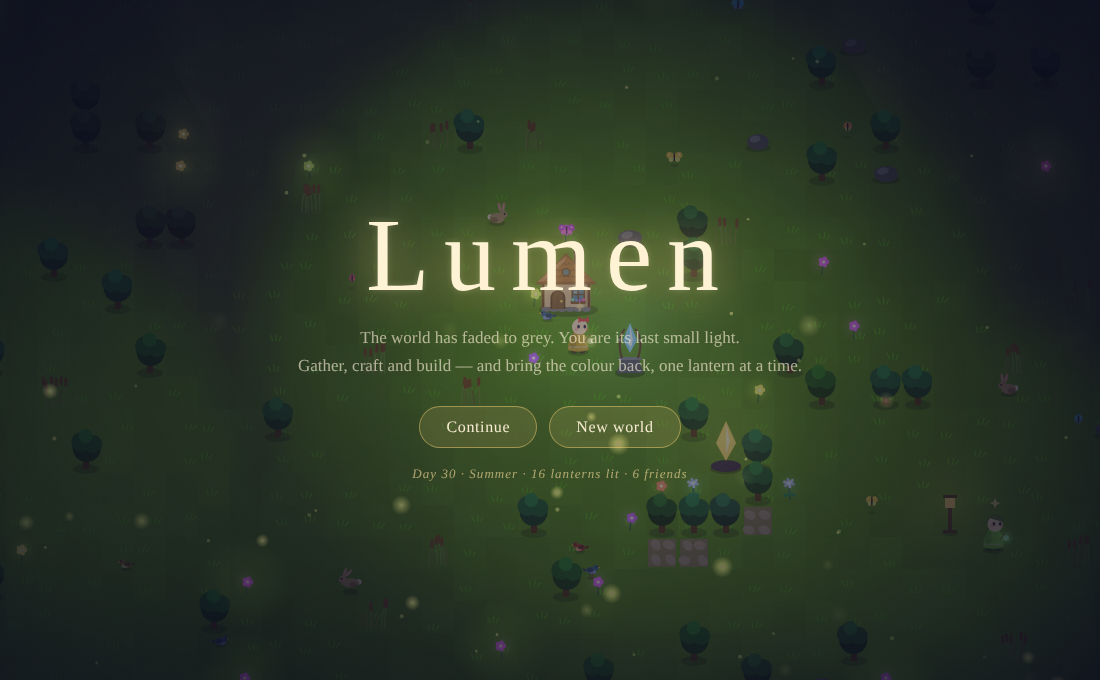 Lumen
The world has faded to grey. You are its last small light.
Gather, craft and build — and bring the colour back, one lantern at a time.
Continue
New world
Day 30 · Summer · 16 lanterns lit · 6 friends